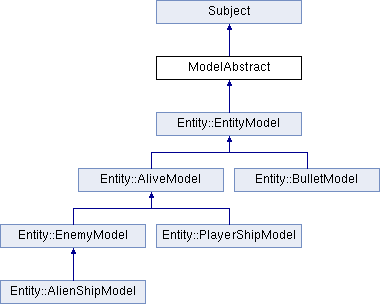 Subject
ModelAbstract
Entity::EntityModel
Entity::AliveModel
Entity::BulletModel
Entity::EnemyModel
Entity::PlayerShipModel
Entity::AlienShipModel